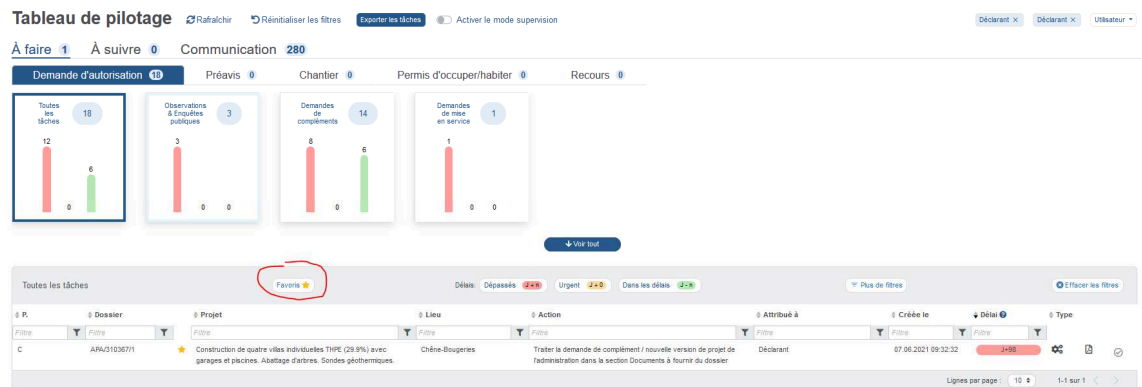 Tableau de pilotage Rafraîchir Réinitialiser les filtres Exporter les tâches Activer le mode supervision Déclarant × Déclarant × Utilisateur
À faire 1 À suivre 0 Communication 280
Demande d'autorisation 18 Préavis 0 Chantier 0 Permis d'occuper/habiter 0 Recours 0
Toutes les tâches 18
12
0
6
Observations & Enquêtes publiques 3
3
0
0
Demandes de compléments 14
8
0
6
Demandes de mise en service 1
1
0
0
Voir tout
Toutes les tâches Favoris Délais: Dépassés J+n Urgent J+0 Dans les délais J-n Plus de filtres Effacer les filtres
P. Dossier Projet Lieu Action Attribué à Créée le Délai Type
Filtre Filtre Filtre Filtre Filtre Filtre Filtre Filtre
C APA/310367/1 Construction de quatre villas individuelles THPE (29.9%) avec Chêne-Bougeries Traiter la demande de complément / nouvelle version de projet de Déclarant 07.06.2021 09:32:32 J+98
garages et piscines. Abattage d'arbres. Sondes géothermiques. l'administration dans la section Documents à fournir du dossier
Lignes par page : 10 1-1 sur 1